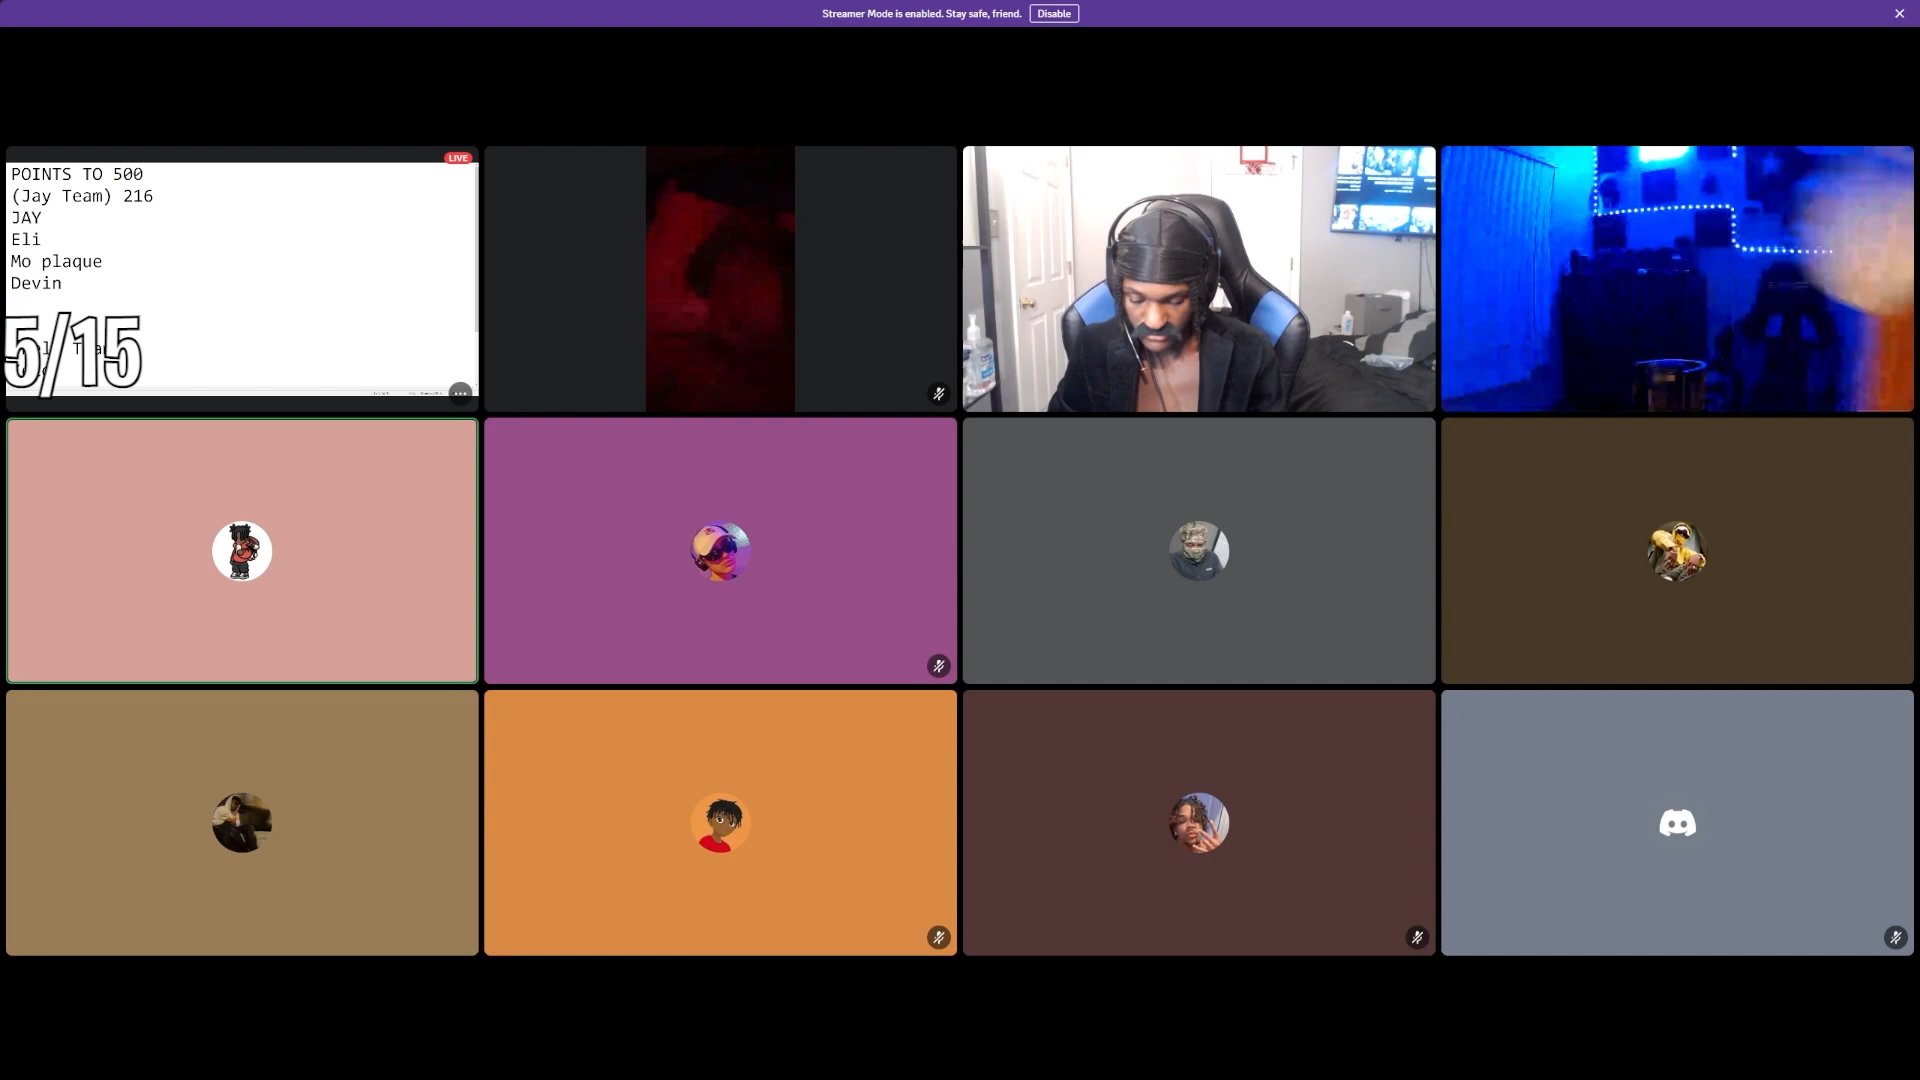 Streamer Mode is enabled. Stay safe, friend. Disable
LIVE
POINTS TO 500
(Jay Team) 216
JAY
Eli
Mo plaque
Devin
5/15